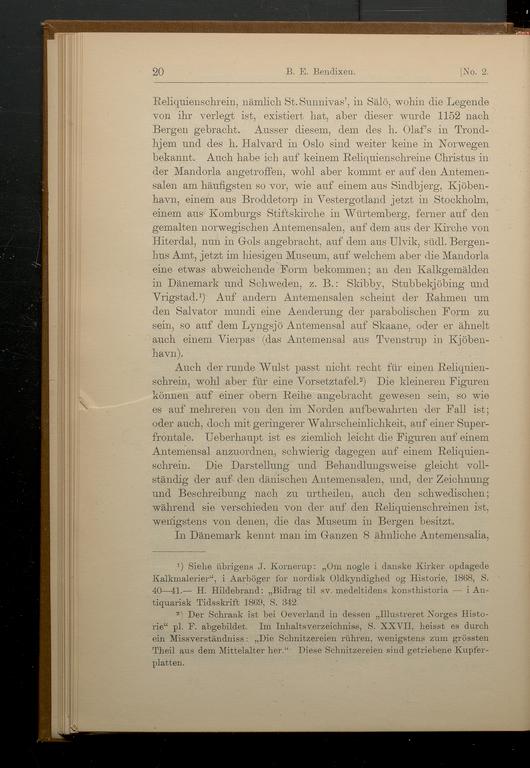 20 B. E. Bendixen. [No. 2.
Reliquienschrein, nämlich St. Sunnivas', in Sälö, wohin die Legende
von ihr verlegt ist, existiert hat, aber dieser wurde 1152 nach
Bergen gebracht. Ausser diesem, dem des h. Olaf's in Trond-
hjem und des h. Halvard in Oslo sind weiter keine in Norwegen
bekannt. Auch habe ich auf keinem Reliquienschreine Christus in
der Mandorla angetroffen, wohl aber kommt er auf den Antemen-
salen am häufigsten so vor, wie auf einem aus Sindbjerg, Kjöben-
havn, einem aus Broddetorp in Vestergotland jetzt in Stockholm,
einem aus Komburgs Stiftskirche in Würtemberg, ferner auf den
gemalten norwegischen Antemensalen, auf dem aus der Kirche von
Hiterdal, nun in Gols angebracht, auf dem aus Ulvik, südl. Bergen-
hus Amt, jetzt im hiesigen Museum, auf welchem aber die Mandorla
eine etwas abweichende Form bekommen; an den Kalkgemälden
in Dänemark und Schweden, z. B.: Skibby, Stubbekjöbing und
Vrigstad.¹) Auf andern Antemensalen scheint der Rahmen um
den Salvator mundi eine Aenderung der parabolischen Form zu
sein, so auf dem Lyngsjö Antemensal auf Skaane, oder er ähnelt
auch einem Vierpas (das Antemensal aus Tvenstrup in Kjöben-
havn).
Auch der runde Wulst passt nicht recht für einen Reliquien-
schrein, wohl aber für eine Vorsetztafel.²) Die kleineren Figuren
können auf einer obern Reihe angebracht gewesen sein, so wie
es auf mehreren von den im Norden aufbewahrten der Fall ist;
oder auch, doch mit geringerer Wahrscheinlichkeit, auf einer Super-
frontale. Ueberhaupt ist es ziemlich leicht die Figuren auf einem
Antemensal anzuordnen, schwierig dagegen auf einem Reliquien-
schrein. Die Darstellung und Behandlungsweise gleicht voll-
ständig der auf den dänischen Antemensalen, und, der Zeichnung
und Beschreibung nach zu urtheilen, auch den schwedischen;
während sie verschieden von der auf den Reliquienschreinen ist,
wenigstens von denen, die das Museum in Bergen besitzt.
In Dänemark kennt man im Ganzen 8 ähnliche Antemensalia,
¹) Siehe übrigens J. Kornerup: „Om nogle i danske Kirker opdagede
Kalkmalerier“, i Aarböger for nordisk Oldkyndighed og Historie, 1868, S.
40—41.— H. Hildebrand: „Bidrag til sv. medeltidens konsthistoria — i An-
tiquarisk Tidsskrift 1869, S. 342.
²) Der Schrank ist bei Oeverland in dessen „Illustreret Norges Histo-
rie“ pl. F. abgebildet. Im Inhaltsverzeichniss, S. XXVII, heisst es durch
ein Missverständniss: „Die Schnitzereien rühren, wenigstens zum grössten
Theil aus dem Mittelalter her.“ Diese Schnitzereien sind getriebene Kupfer-
platten.